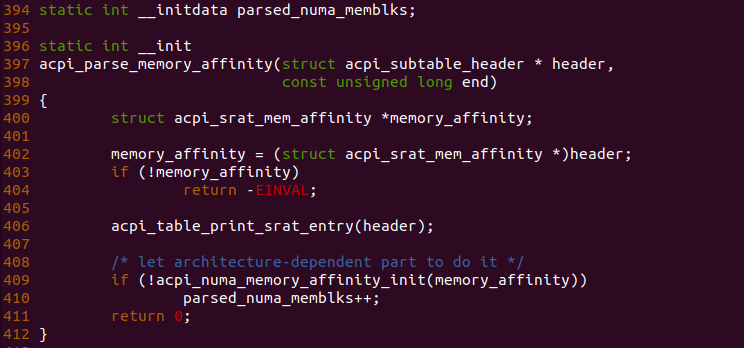 394 static int __initdata parsed_numa_memblks;
395
396 static int __init
397 acpi_parse_memory_affinity(struct acpi_subtable_header * header,
398                            const unsigned long end)
399 {
400         struct acpi_srat_mem_affinity *memory_affinity;
401
402         memory_affinity = (struct acpi_srat_mem_affinity *)header;
403         if (!memory_affinity)
404                 return -EINVAL;
405
406         acpi_table_print_srat_entry(header);
407
408         /* let architecture-dependent part to do it */
409         if (!acpi_numa_memory_affinity_init(memory_affinity))
410                 parsed_numa_memblks++;
411         return 0;
412 }